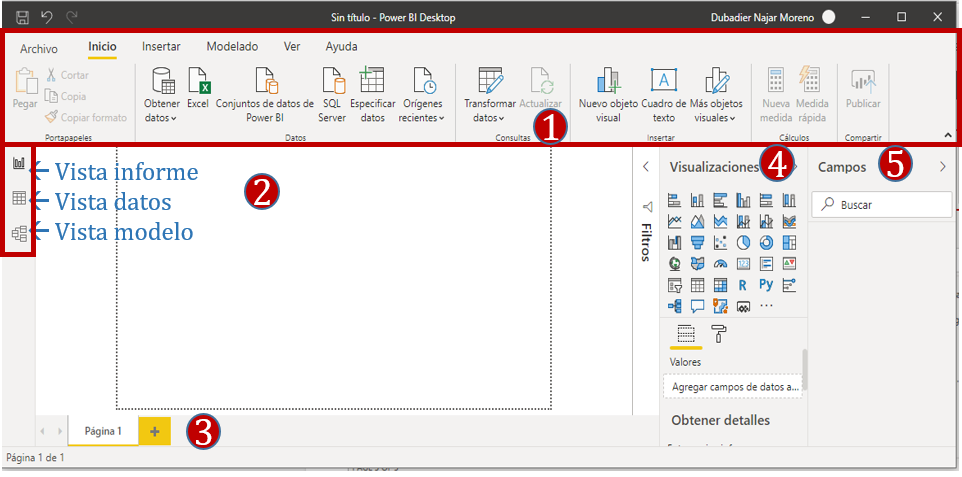 Sin título - Power BI Desktop
Dubadier Najar Moreno
Archivo
Inicio
Insertar
Modelado
Ver
Ayuda
Pegar
Cortar
Copia
Copiar formato
Portapapeles
Obtener datos
Excel
Conjuntos de datos de Power BI
SQL Server
Especificar datos
Orígenes recientes
Datos
Transformar datos
Actualizar
1
Consultas
Nuevo objeto visual
Cuadro de texto
Más objetos visuales
Insertar
Nueva medida
Medida rápida
Cálculos
Publicar
Compartir
Vista informe
Vista datos
Vista modelo
2
Filtros
Visualizaciones
4
R
Py
123
Valores
Agregar campos de datos a...
Obtener detalles
Campos
5
Buscar
Página 1
+
3
Página 1 de 1